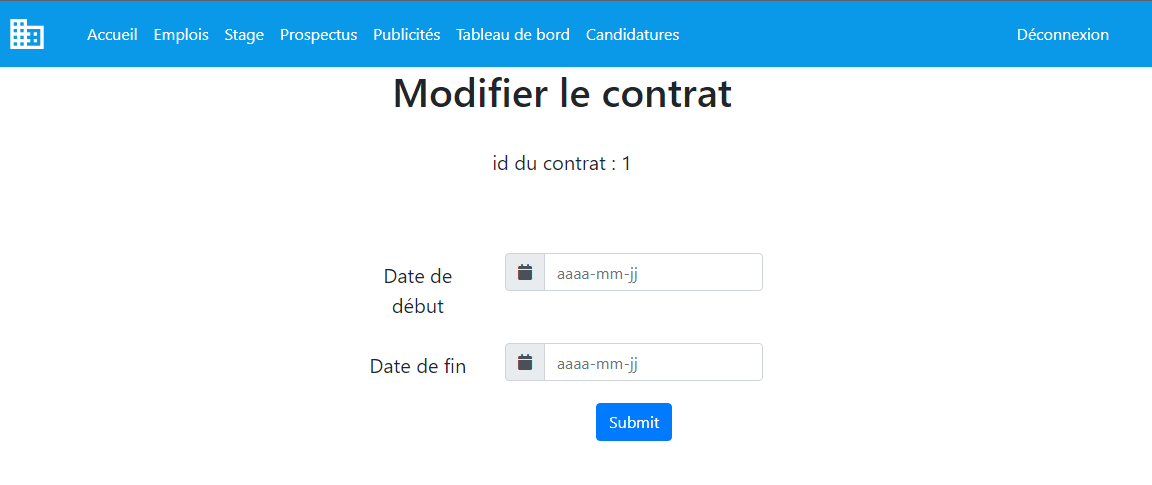 Accueil Emplois Stage Prospectus Publicités Tableau de bord Candidatures Déconnexion
Modifier le contrat
id du contrat : 1
Date de
début
aaaa-mm-jj
Date de fin
aaaa-mm-jj
Submit